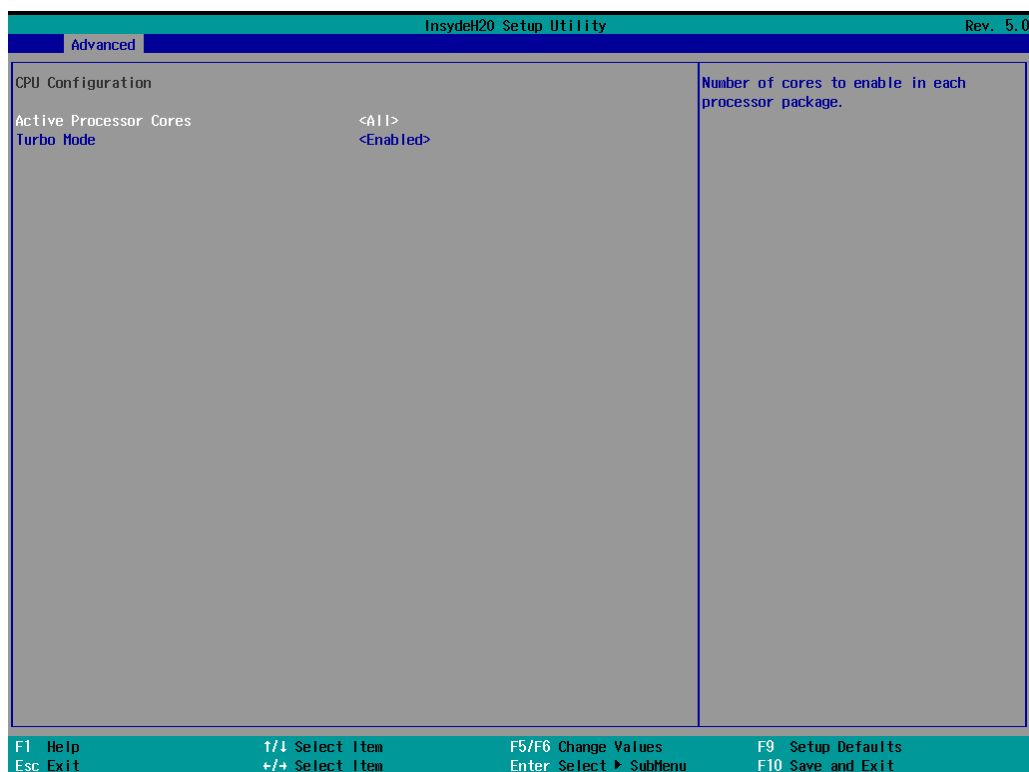 InsydeH20 Setup Utility Rev. 5.0
Advanced
CPU Configuration
Active Processor Cores <All>
Turbo Mode <Enabled>
Number of cores to enable in each
processor package.
F1 Help ↑/↓ Select Item F5/F6 Change Values F9 Setup Defaults
Esc Exit ←/→ Select Item Enter Select ▶ SubMenu F10 Save and Exit